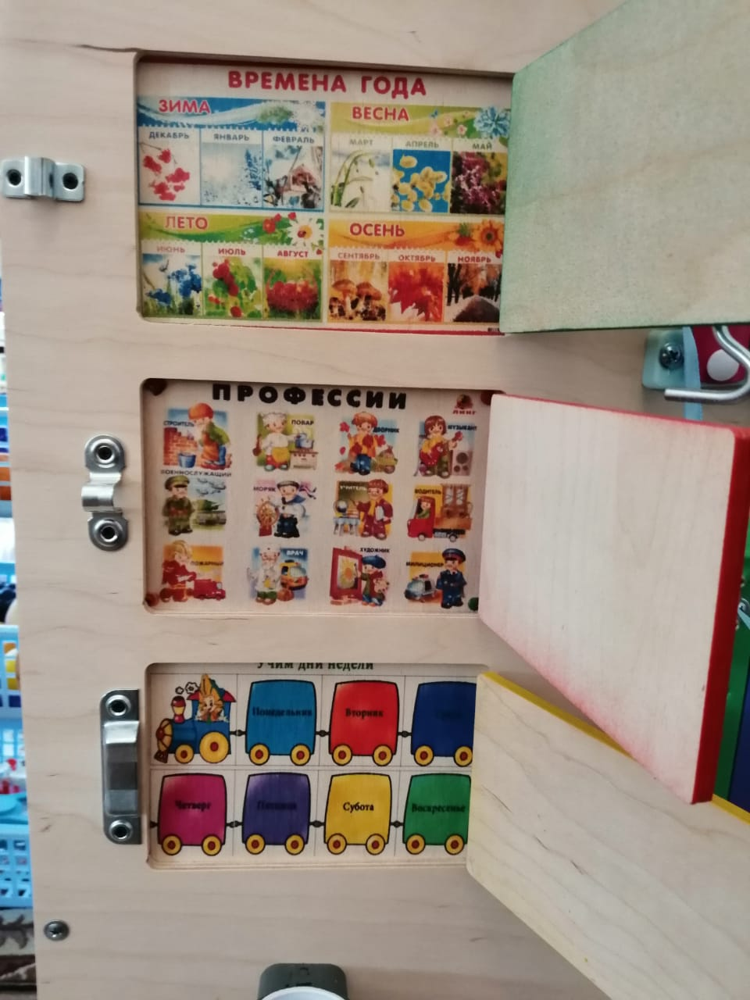 ВРЕМЕНА ГОДА
ЗИМА ВЕСНА
ДЕКАБРЬ ЯНВАРЬ ФЕВРАЛЬ МАРТ АПРЕЛЬ МАЙ
ЛЕТО ОСЕНЬ
ИЮНЬ ИЮЛЬ АВГУСТ СЕНТЯБРЬ ОКТЯБРЬ НОЯБРЬ
ПРОФЕССИИ
СТРОИТЕЛЬ ПОВАР ДВОРНИК МУЗЫКАНТ
ВОЕННОСЛУЖАЩИЙ МОРЯК УЧИТЕЛЬ ВОДИТЕЛЬ
ПОЖАРНЫЙ ВРАЧ ХУДОЖНИК МИЛИЦИОНЕР
Учим дни недели
Понедельник Вторник
Четверг Пятница Субота Воскресенье